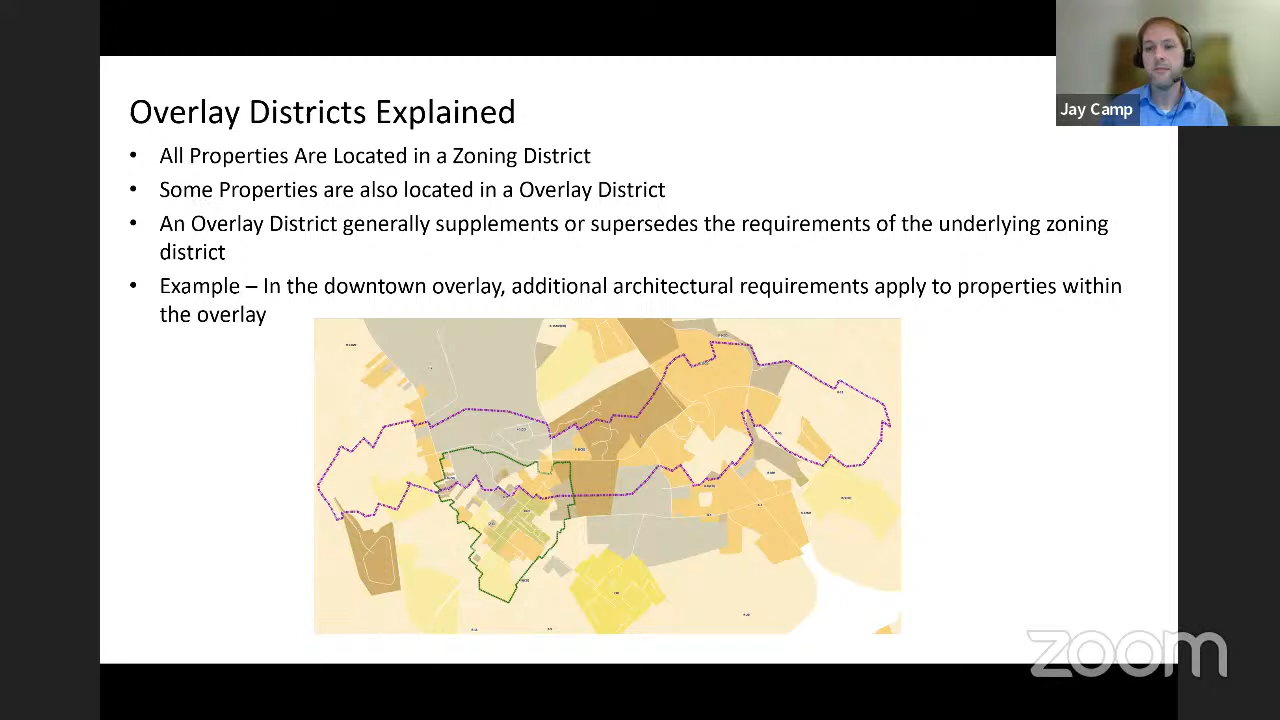 Overlay Districts Explained
• All Properties Are Located in a Zoning District
• Some Properties are also located in a Overlay District
• An Overlay District generally supplements or supersedes the requirements of the underlying zoning
district
• Example – In the downtown overlay, additional architectural requirements apply to properties within
the overlay
Jay Camp
zoom